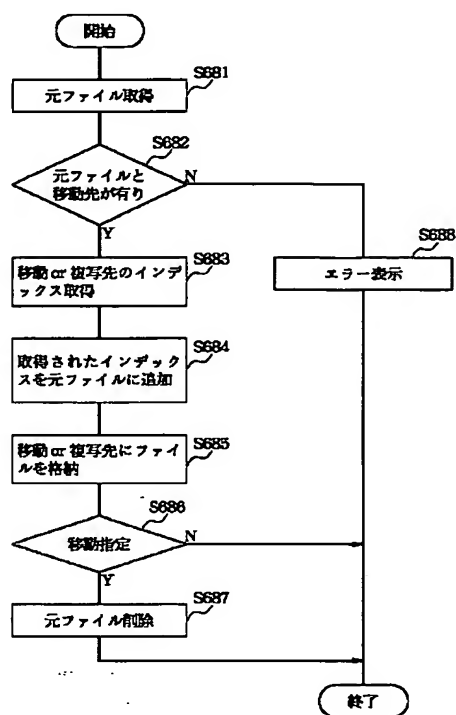 開始
S681
元ファイル取得
S682
元ファイルと
移動先が有り
N
Y
S683
移動or複写先のインデ
ックス取得
S688
エラー表示
S684
取得されたインデック
スを元ファイルに追加
S685
移動or複写先にファイ
ルを格納
S686
移動指定
N
Y
S687
元ファイル削除
終了